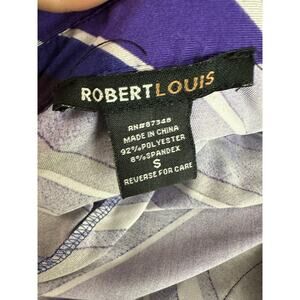 ROBERTLOUIS
RN#87348
MADE IN CHINA
92%POLYESTER
8%SPANDEX
S
REVERSE FOR CARE